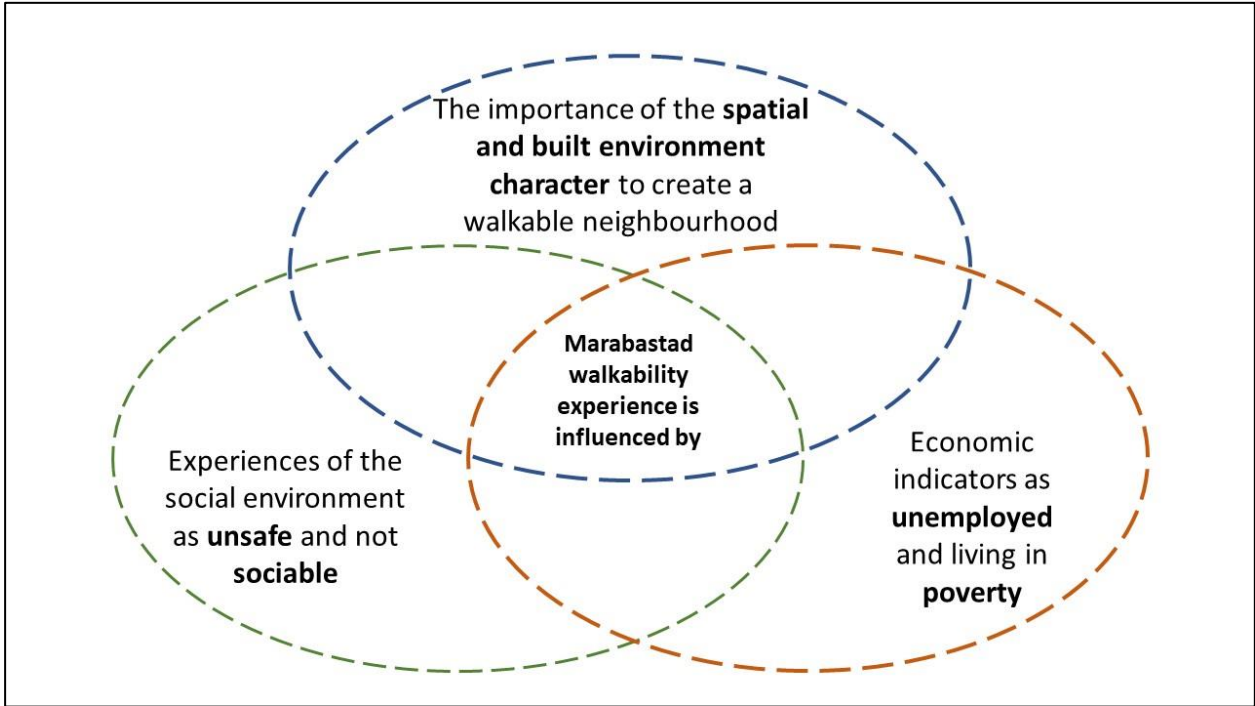 The importance of the spatial
and built environment
character to create a
walkable neighbourhood
Marabastad
walkability
experience is
influenced by
Experiences of the
social environment
as unsafe and not
sociable
Economic
indicators as
unemployed
and living in
poverty